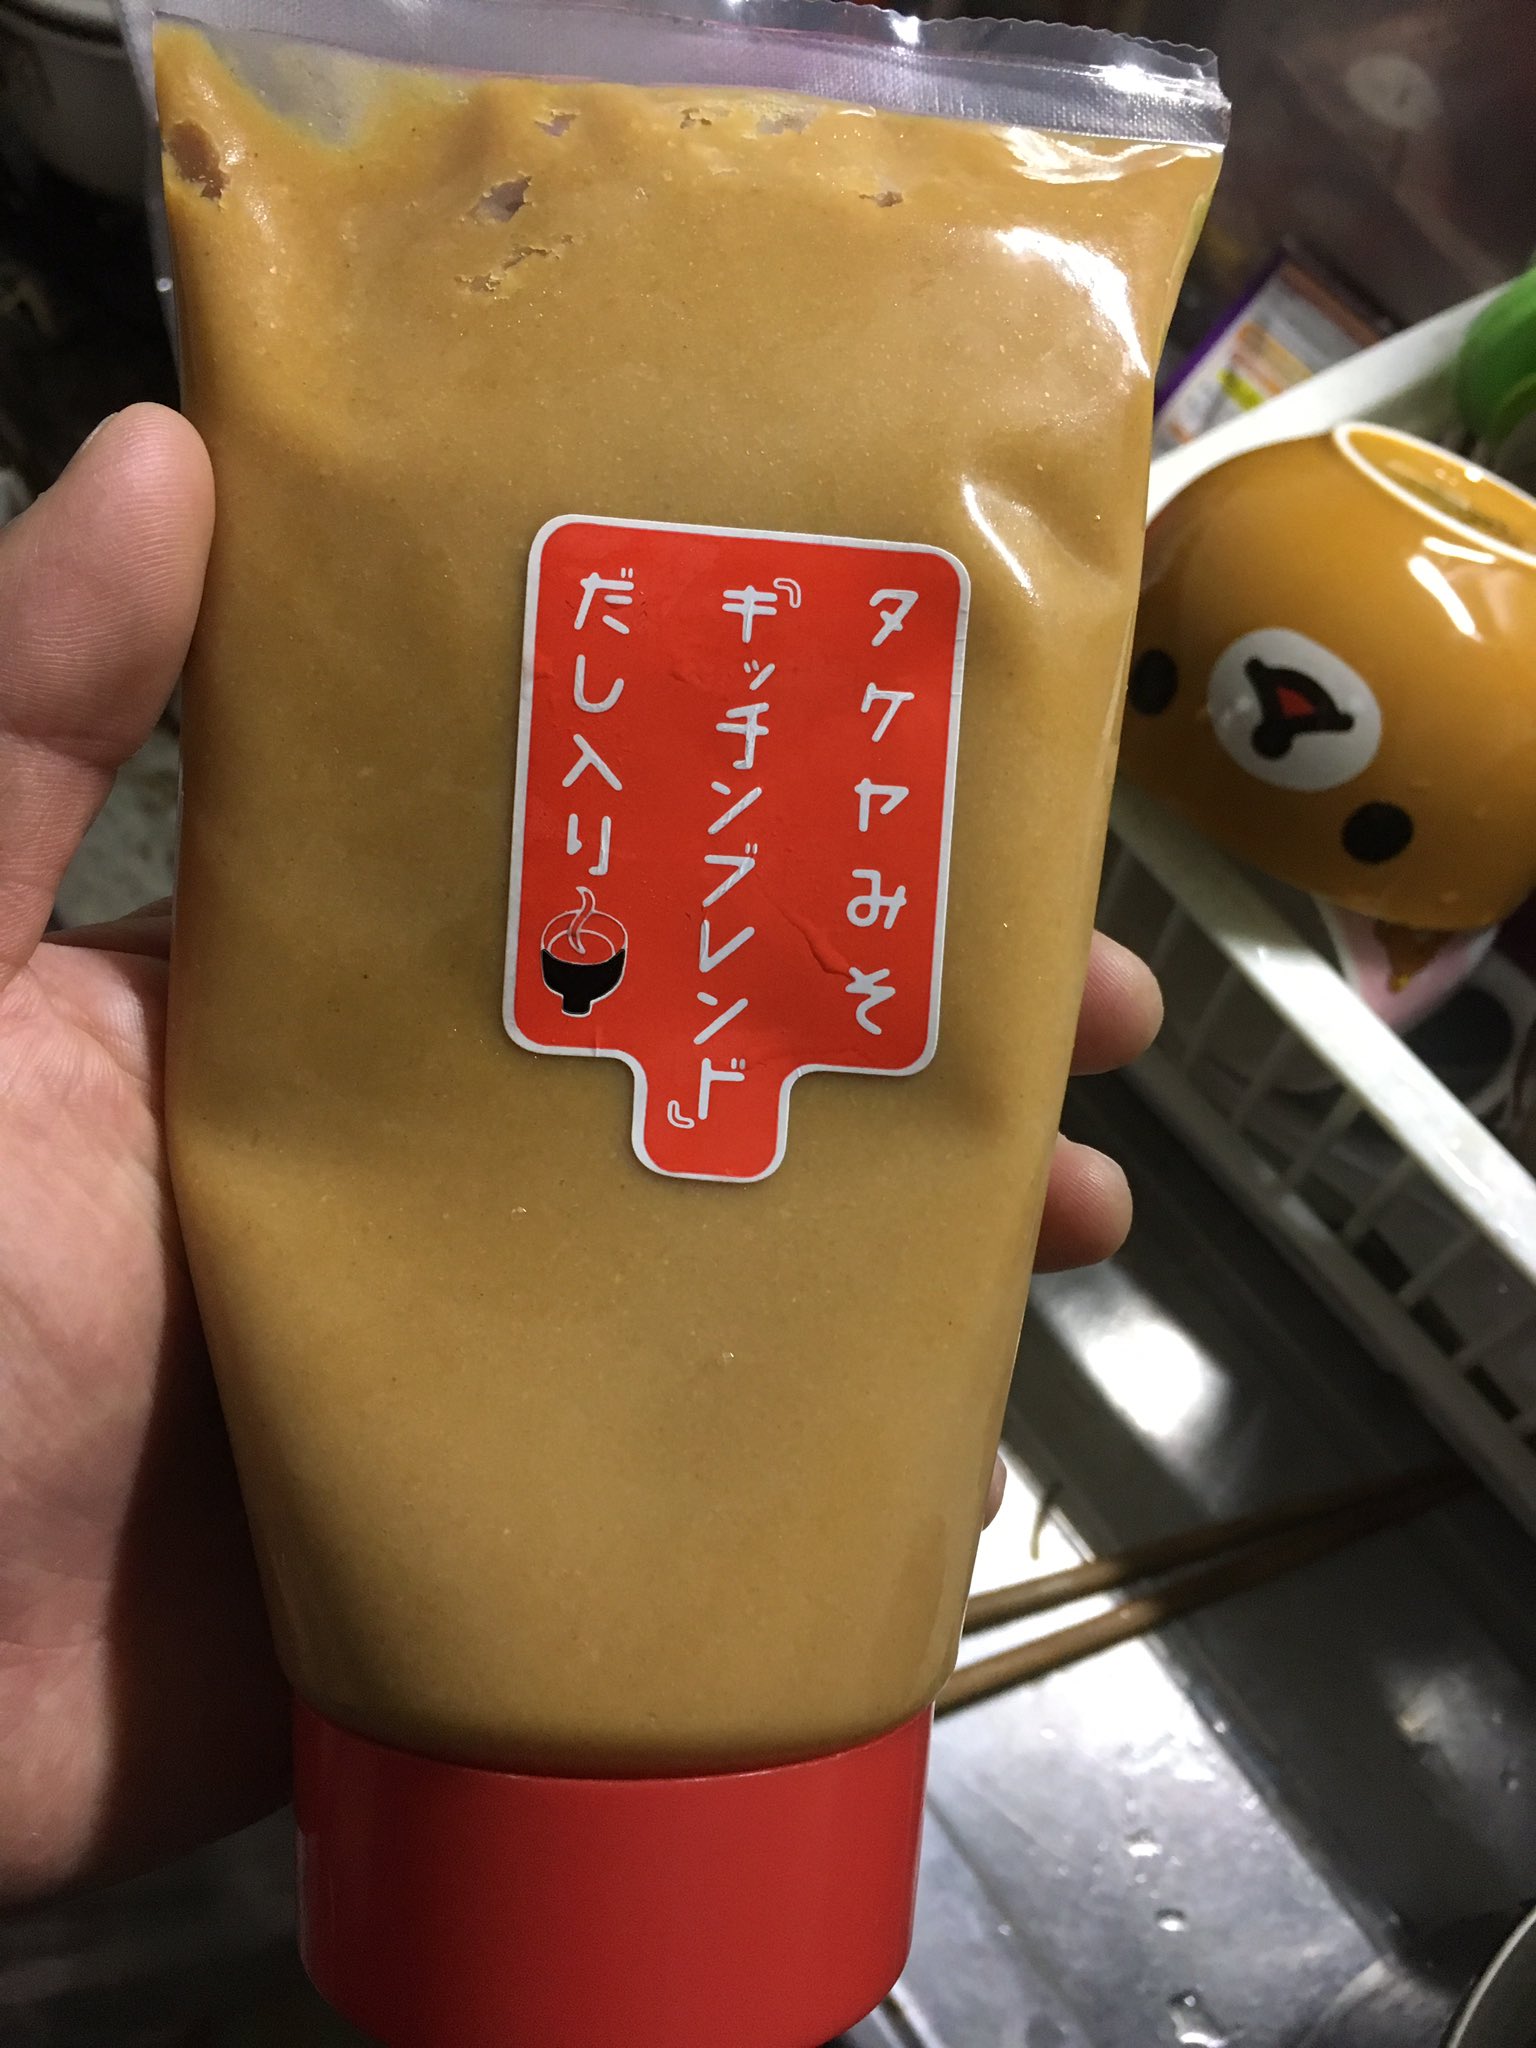 タケヤみそ
『キッチンブレンド』
だし入り